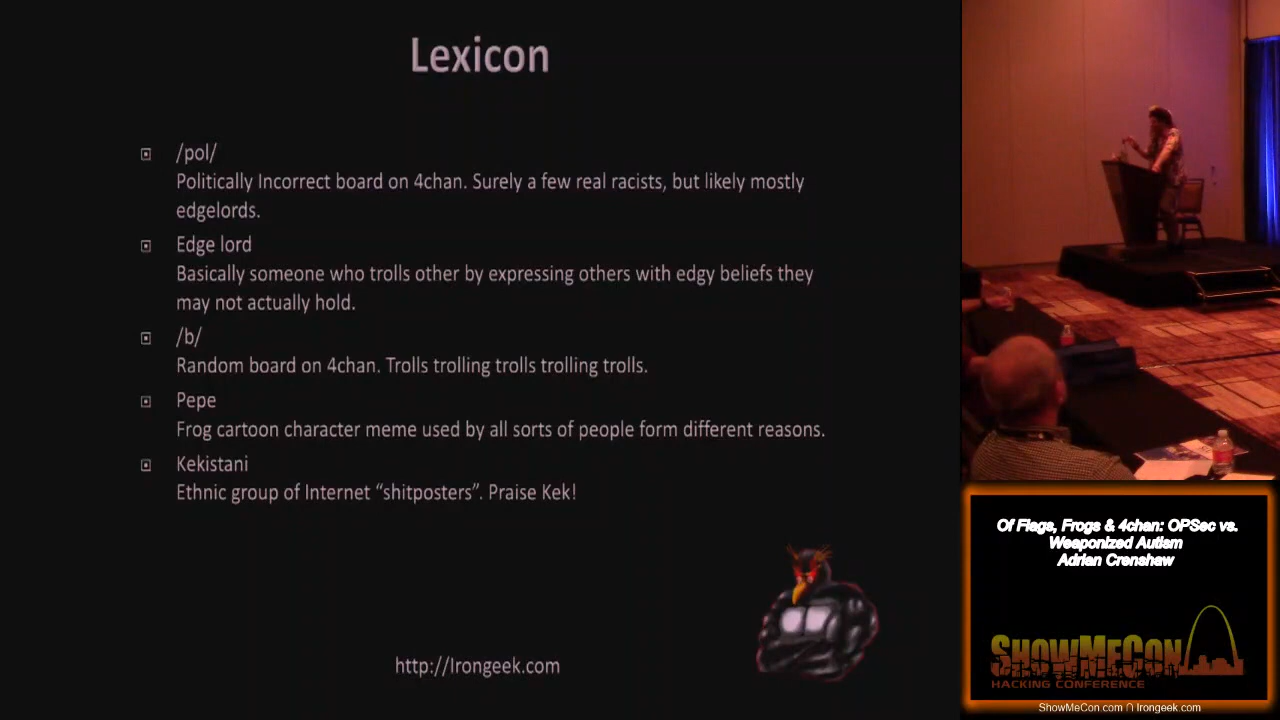 Lexicon
/pol/
Politically Incorrect board on 4chan. Surely a few real racists, but likely mostly
edgelords.
Edge lord
Basically someone who trolls other by expressing others with edgy beliefs they
may not actually hold.
/b/
Random board on 4chan. Trolls trolling trolls trolling trolls.
Pepe
Frog cartoon character meme used by all sorts of people form different reasons.
Kekistani
Ethnic group of Internet “shitposters”. Praise Kek!
http://Irongeek.com
Of Flags, Frogs & 4chan: OPSec vs.
Weaponized Autism
Adrian Crenshaw
ShowMeCon
HACKING CONFERENCE
ShowMeCon.com ∩ Irongeek.com